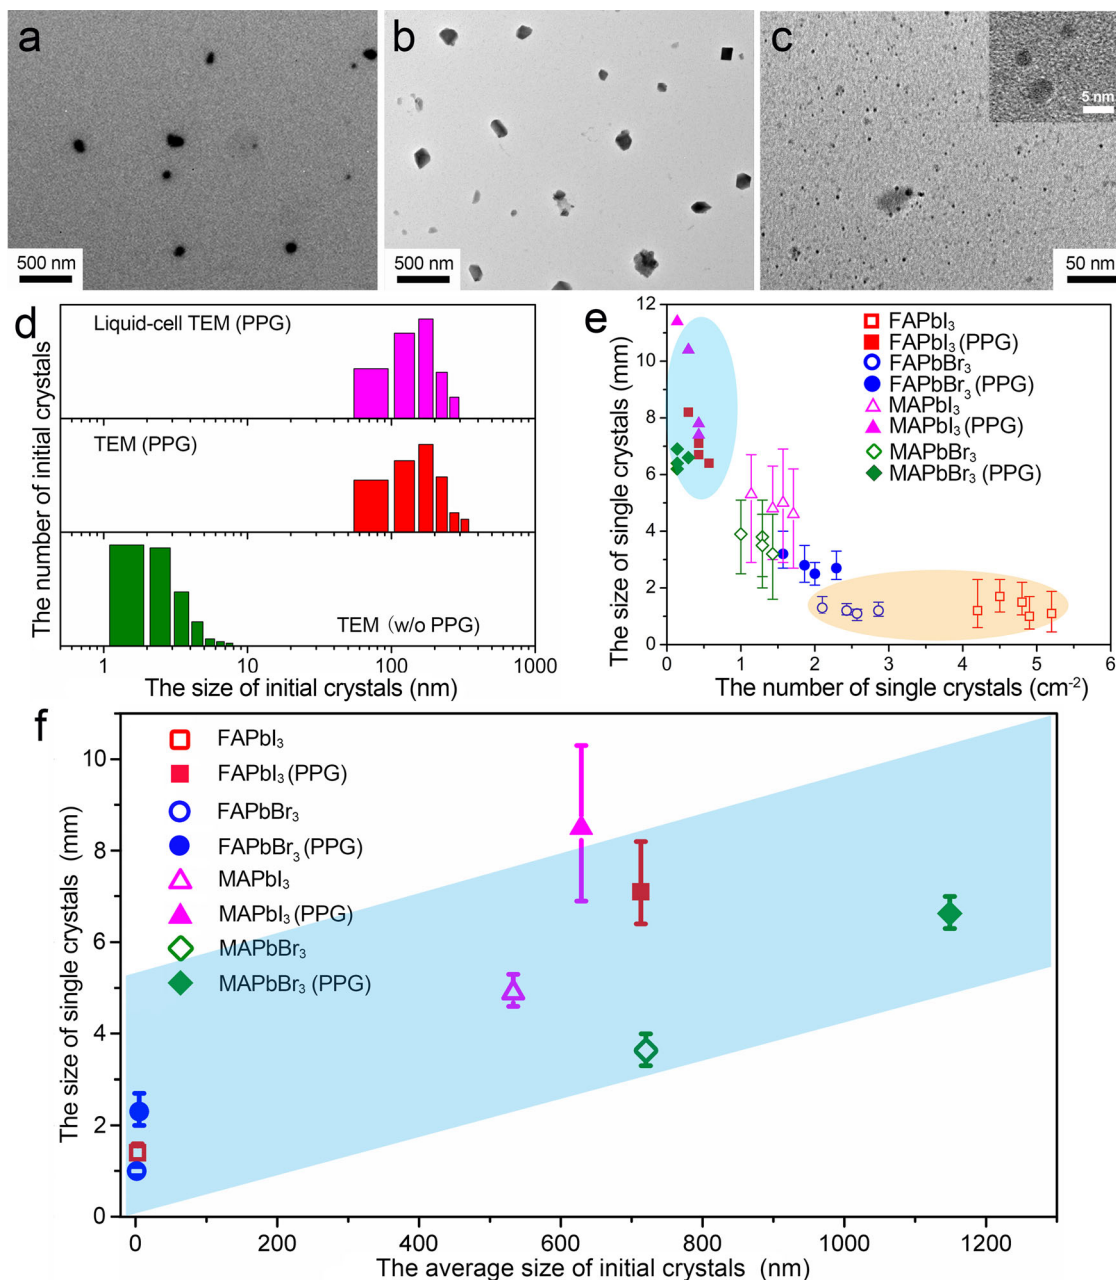 a
500 nm
b
500 nm
c
5 nm
50 nm
d
The number of initial crystals
Liquid-cell TEM (PPG)
TEM (PPG)
TEM (w/o PPG)
1 10 100 1000
The size of initial crystals (nm)
e
The size of single crystals (mm)
12
10
8
6
4
2
0
FAPbI₃
FAPbI₃ (PPG)
FAPbBr₃
FAPbBr₃ (PPG)
MAPbI₃
MAPbI₃ (PPG)
MAPbBr₃
MAPbBr₃ (PPG)
0 1 2 3 4 5 6
The number of single crystals (cm⁻²)
f
The size of single crystals (mm)
10
8
6
4
2
0
FAPbI₃
FAPbI₃ (PPG)
FAPbBr₃
FAPbBr₃ (PPG)
MAPbI₃
MAPbI₃ (PPG)
MAPbBr₃
MAPbBr₃ (PPG)
0 200 400 600 800 1000 1200
The average size of initial crystals (nm)